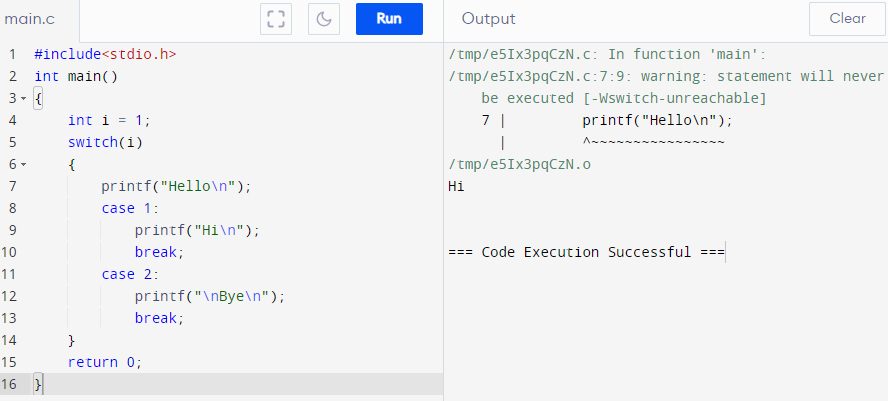 main.c
Run
Output
Clear
1 #include<stdio.h>
2 int main()
3 {
4     int i = 1;
5     switch(i)
6     {
7         printf("Hello\n");
8         case 1:
9             printf("Hi\n");
10             break;
11         case 2:
12             printf("\nBye\n");
13             break;
14     }
15     return 0;
16 }
/tmp/e5Ix3pqCzN.c: In function 'main':
/tmp/e5Ix3pqCzN.c:7:9: warning: statement will never
be executed [-Wswitch-unreachable]
7 |         printf("Hello\n");
  |         ^~~~~~~~~~~~~~~~~
/tmp/e5Ix3pqCzN.o
Hi
=== Code Execution Successful ===